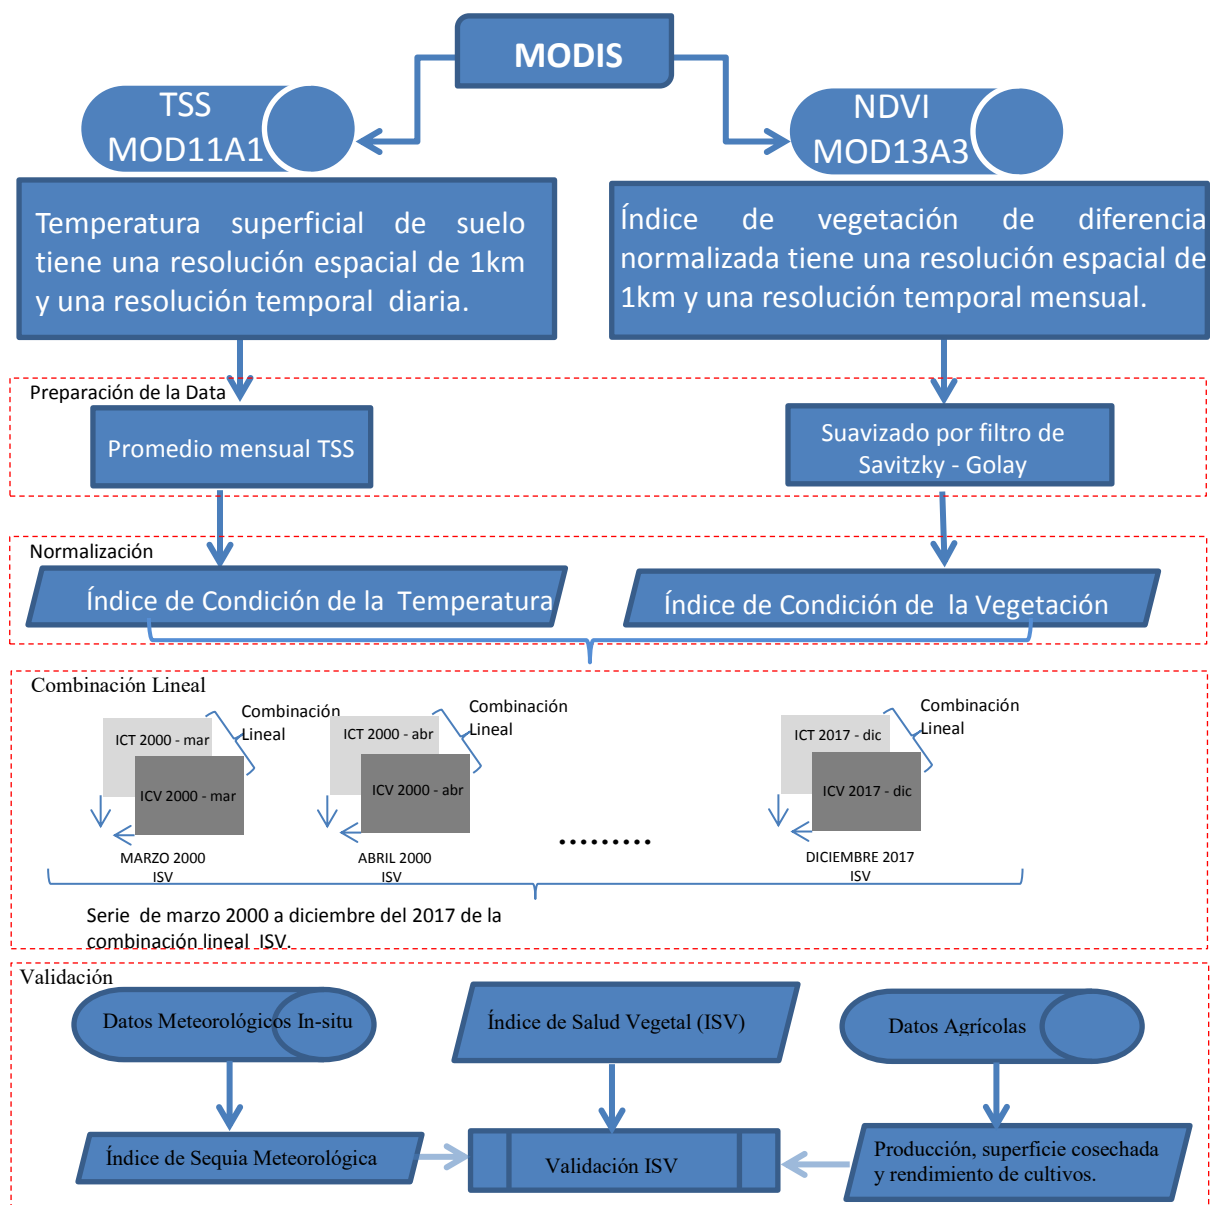 MODIS
TSS
MOD11A1
NDVI
MOD13A3
Temperatura superficial de suelo
tiene una resolución espacial de 1km
y una resolución temporal diaria.
Índice de vegetación de diferencia
normalizada tiene una resolución espacial de
1km y una resolución temporal mensual.
Preparación de la Data
Promedio mensual TSS
Suavizado por filtro de
Savitzky - Golay
Normalización
Índice de Condición de la Temperatura
Índice de Condición de la Vegetación
Combinación Lineal
ICT 2000 - mar
ICV 2000 - mar
Combinación
Lineal
MARZO 2000
ISV
ICT 2000 - abr
ICV 2000 - abr
Combinación
Lineal
ABRIL 2000
ISV
.........
ICT 2017 - dic
ICV 2017 - dic
Combinación
Lineal
DICIEMBRE 2017
ISV
Serie de marzo 2000 a diciembre del 2017 de la
combinación lineal ISV.
Validación
Datos Meteorológicos In-situ
Índice de Salud Vegetal (ISV)
Datos Agrícolas
Índice de Sequia Meteorológica
Validación ISV
Producción, superficie cosechada
y rendimiento de cultivos.